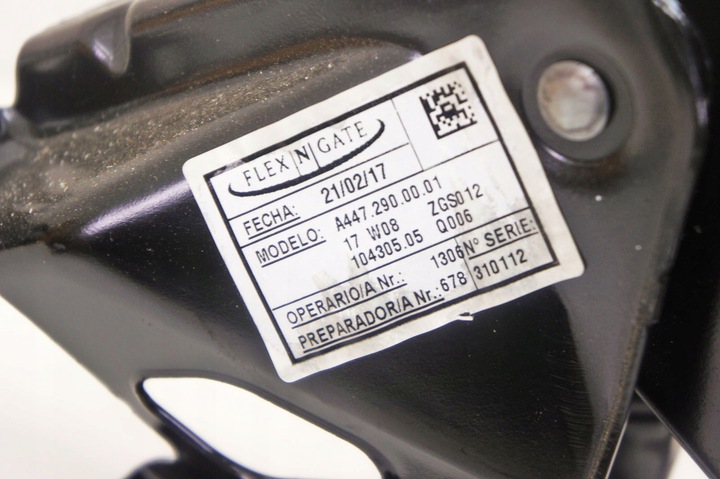 FLEX|N|GATE
FECHA: 21/02/17
MODELO: A447.290.00.01
17 W08 ZGS012
104305.05 Q006
OPERARIO/A Nr.: 1306 Nº SERIE:
PREPARADOR/A Nr.: 678 310112